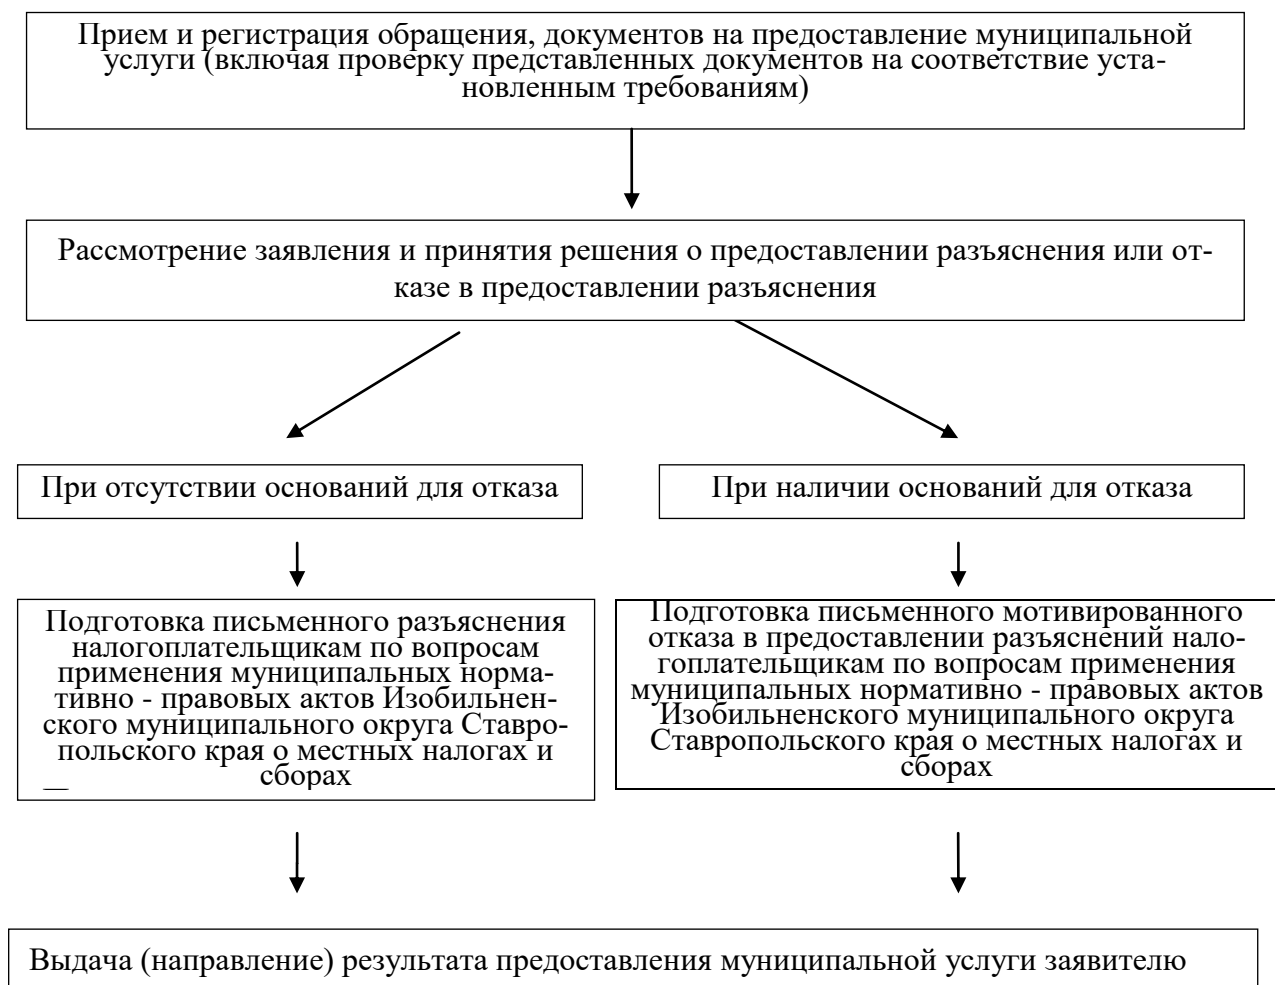 Прием и регистрация обращения, документов на предоставление муниципальной
услуги (включая проверку представленных документов на соответствие уста-
новленным требованиям)
Рассмотрение заявления и принятия решения о предоставлении разъяснения или от-
казе в предоставлении разъяснения
При отсутствии оснований для отказа
При наличии оснований для отказа
Подготовка письменного разъяснения
налогоплательщикам по вопросам
применения муниципальных норма-
тивно - правовых актов Изобильнен-
ского муниципального округа Ставро-
польского края о местных налогах и
сборах
Подготовка письменного мотивированного
отказа в предоставлении разъяснений нало-
гоплательщикам по вопросам применения
муниципальных нормативно - правовых актов
Изобильненского муниципального округа
Ставропольского края о местных налогах и
сборах
Выдача (направление) результата предоставления муниципальной услуги заявителю